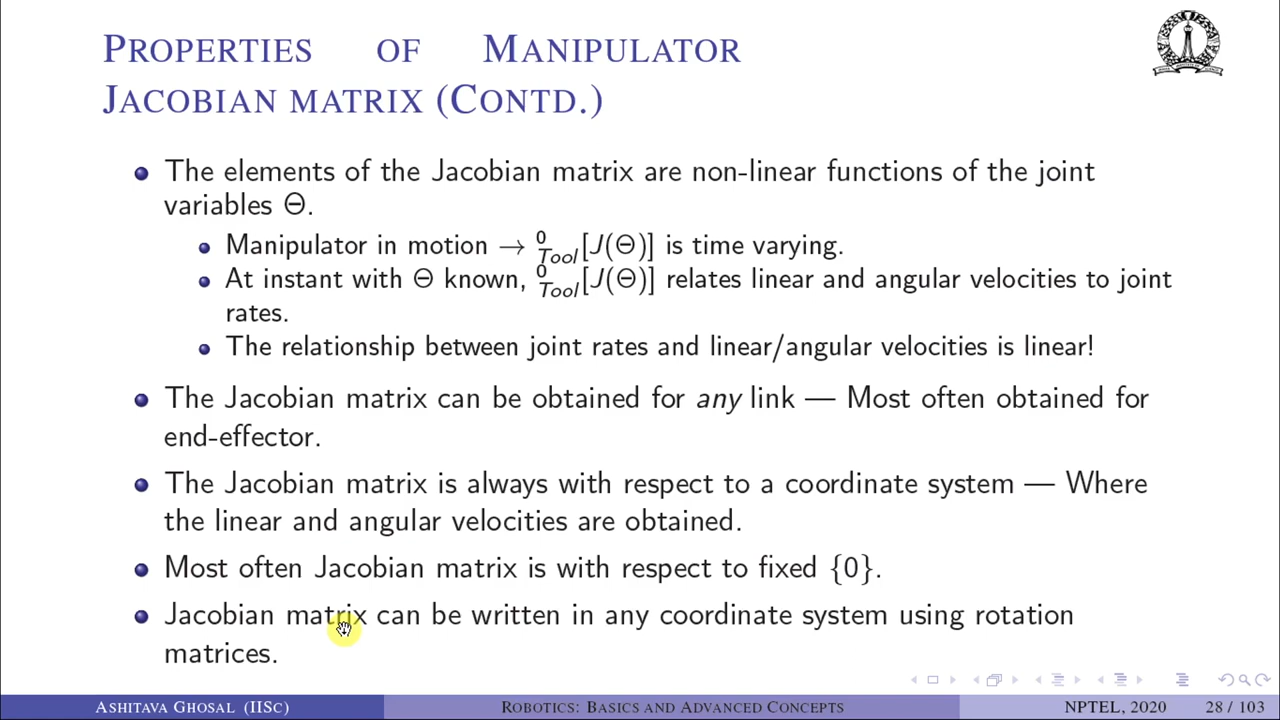 PROPERTIES OF MANIPULATOR
JACOBIAN MATRIX (CONTD.)
The elements of the Jacobian matrix are non-linear functions of the joint
variables Θ.
Manipulator in motion → ⁰_Tool[J(Θ)] is time varying.
At instant with Θ known, ⁰_Tool[J(Θ)] relates linear and angular velocities to joint
rates.
The relationship between joint rates and linear/angular velocities is linear!
The Jacobian matrix can be obtained for any link — Most often obtained for
end-effector.
The Jacobian matrix is always with respect to a coordinate system — Where
the linear and angular velocities are obtained.
Most often Jacobian matrix is with respect to fixed {0}.
Jacobian matrix can be written in any coordinate system using rotation
matrices.
ASHITAVA GHOSAL (IISC) ROBOTICS: BASICS AND ADVANCED CONCEPTS NPTEL, 2020 28 / 103